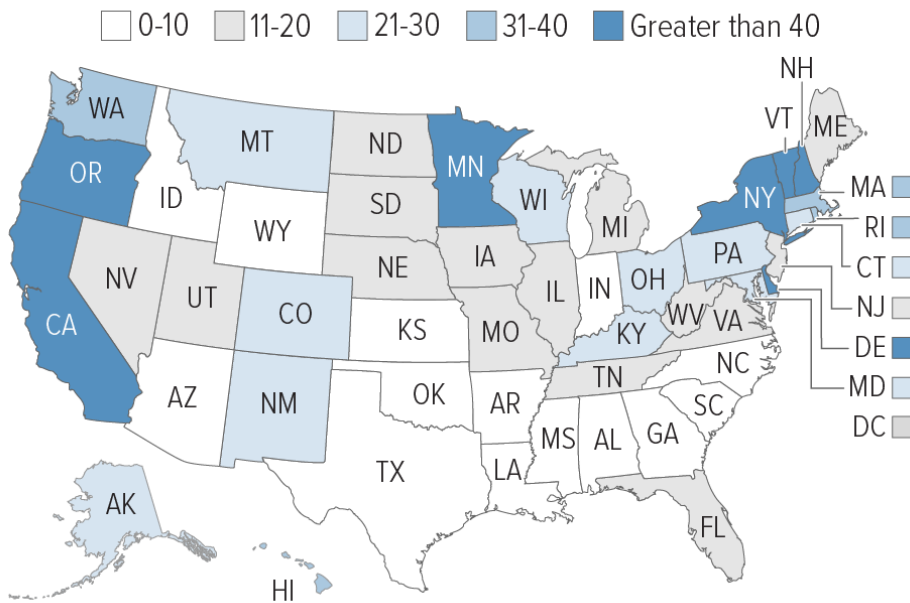 0-10 11-20 21-30 31-40 Greater than 40
NH
VT
ME
WA
MT
ND
MN
OR
ID
WY
SD
WI
MI
NY
MA
RI
CT
NJ
DE
MD
DC
NV
UT
CO
NE
IA
IL
IN
OH
PA
CA
KS
MO
KY
WV
VA
AZ
NM
OK
AR
TN
NC
SC
TX
LA
MS
AL
GA
FL
AK
HI